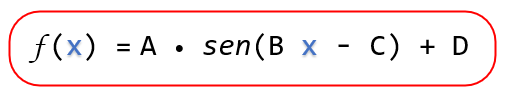 f(x) = A · sen(B x - C) + D